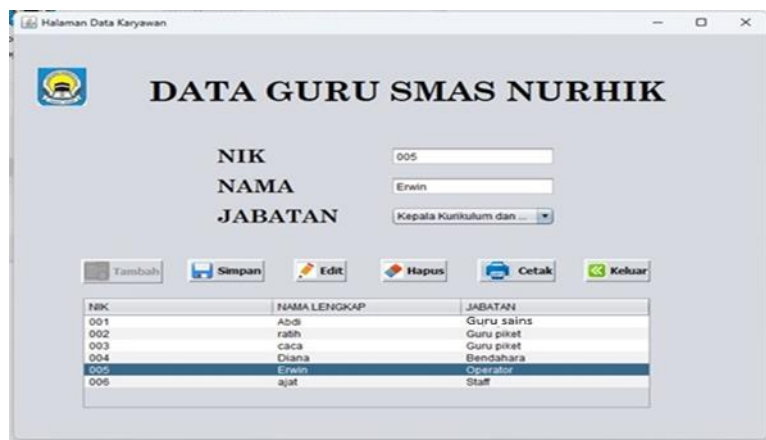 Halaman Data Karyawan
DATA GURU SMAS NURHIK
NIK 005
NAMA Erwin
JABATAN Kepala Kurikulum dan ...
Tambah Simpan Edit Hapus Cetak Keluar
NIK NAMA LENGKAP JABATAN
001 Abdi Guru sains
002 ratih Guru piket
003 caca Guru piket
004 Diana Bendahara
005 Erwin Operator
006 ajat Staff